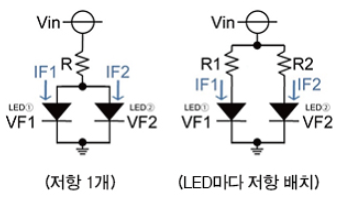 Vin
R
IF1 IF2
LED① LED②
VF1 VF2
(저항 1개)
Vin
R1 R2
IF1 IF2
LED① LED②
VF1 VF2
(LED마다 저항 배치)